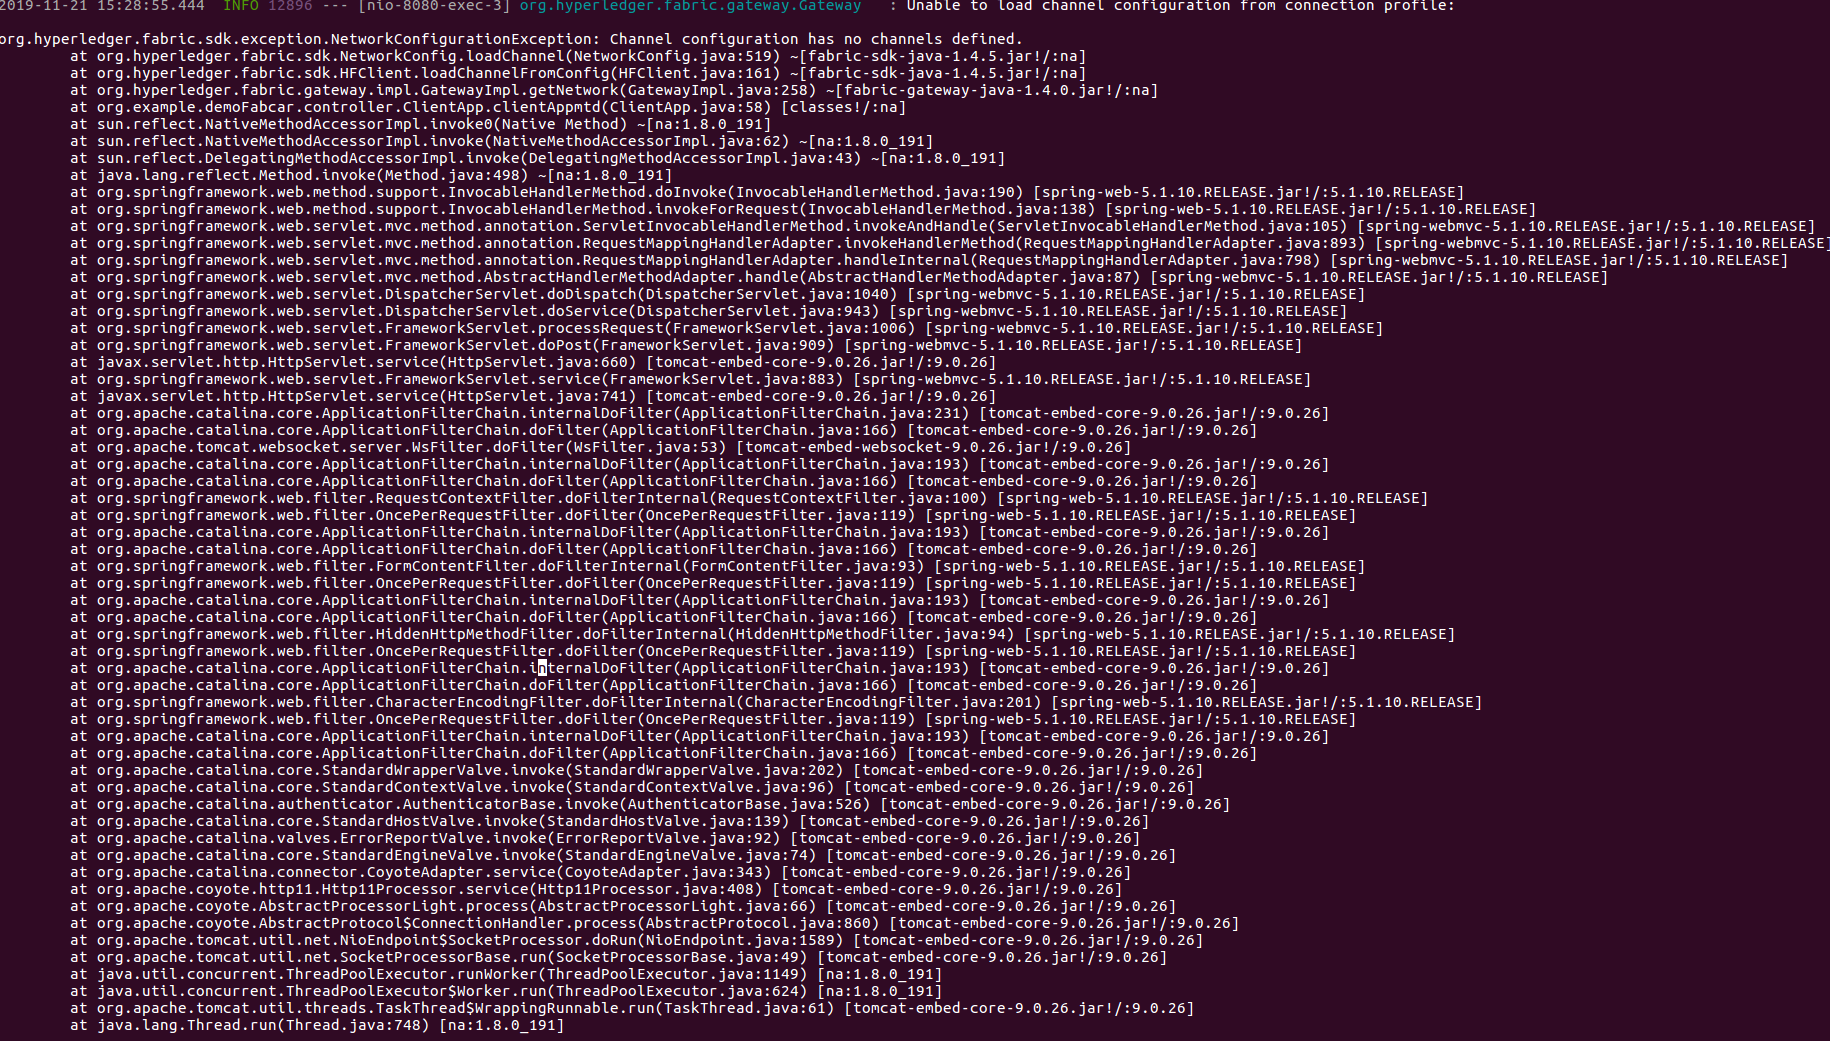 2019-11-21 15:28:55.444  INFO 12896 --- [nio-8080-exec-3] org.hyperledger.fabric.gateway.Gateway   : Unable to load channel configuration from connection profile:
org.hyperledger.fabric.sdk.exception.NetworkConfigurationException: Channel configuration has no channels defined.
at org.hyperledger.fabric.sdk.NetworkConfig.loadChannel(NetworkConfig.java:519) ~[fabric-sdk-java-1.4.5.jar!/:na]
at org.hyperledger.fabric.sdk.HFClient.loadChannelFromConfig(HFClient.java:161) ~[fabric-sdk-java-1.4.5.jar!/:na]
at org.hyperledger.fabric.gateway.impl.GatewayImpl.getNetwork(GatewayImpl.java:258) ~[fabric-gateway-java-1.4.0.jar!/:na]
at org.example.demoFabcar.controller.ClientApp.clientAppmtd(ClientApp.java:58) [classes!/:na]
at sun.reflect.NativeMethodAccessorImpl.invoke0(Native Method) ~[na:1.8.0_191]
at sun.reflect.NativeMethodAccessorImpl.invoke(NativeMethodAccessorImpl.java:62) ~[na:1.8.0_191]
at sun.reflect.DelegatingMethodAccessorImpl.invoke(DelegatingMethodAccessorImpl.java:43) ~[na:1.8.0_191]
at java.lang.reflect.Method.invoke(Method.java:498) ~[na:1.8.0_191]
at org.springframework.web.method.support.InvocableHandlerMethod.doInvoke(InvocableHandlerMethod.java:190) [spring-web-5.1.10.RELEASE.jar!/:5.1.10.RELEASE]
at org.springframework.web.method.support.InvocableHandlerMethod.invokeForRequest(InvocableHandlerMethod.java:138) [spring-web-5.1.10.RELEASE.jar!/:5.1.10.RELEASE]
at org.springframework.web.servlet.mvc.method.annotation.ServletInvocableHandlerMethod.invokeAndHandle(ServletInvocableHandlerMethod.java:105) [spring-webmvc-5.1.10.RELEASE.jar!/:5.1.10.RELEASE]
at org.springframework.web.servlet.mvc.method.annotation.RequestMappingHandlerAdapter.invokeHandlerMethod(RequestMappingHandlerAdapter.java:893) [spring-webmvc-5.1.10.RELEASE.jar!/:5.1.10.RELEASE]
at org.springframework.web.servlet.mvc.method.annotation.RequestMappingHandlerAdapter.handleInternal(RequestMappingHandlerAdapter.java:798) [spring-webmvc-5.1.10.RELEASE.jar!/:5.1.10.RELEASE]
at org.springframework.web.servlet.mvc.method.AbstractHandlerMethodAdapter.handle(AbstractHandlerMethodAdapter.java:87) [spring-webmvc-5.1.10.RELEASE.jar!/:5.1.10.RELEASE]
at org.springframework.web.servlet.DispatcherServlet.doDispatch(DispatcherServlet.java:1040) [spring-webmvc-5.1.10.RELEASE.jar!/:5.1.10.RELEASE]
at org.springframework.web.servlet.DispatcherServlet.doService(DispatcherServlet.java:943) [spring-webmvc-5.1.10.RELEASE.jar!/:5.1.10.RELEASE]
at org.springframework.web.servlet.FrameworkServlet.processRequest(FrameworkServlet.java:1006) [spring-webmvc-5.1.10.RELEASE.jar!/:5.1.10.RELEASE]
at org.springframework.web.servlet.FrameworkServlet.doPost(FrameworkServlet.java:909) [spring-webmvc-5.1.10.RELEASE.jar!/:5.1.10.RELEASE]
at javax.servlet.http.HttpServlet.service(HttpServlet.java:660) [tomcat-embed-core-9.0.26.jar!/:9.0.26]
at org.springframework.web.servlet.FrameworkServlet.service(FrameworkServlet.java:883) [spring-webmvc-5.1.10.RELEASE.jar!/:5.1.10.RELEASE]
at javax.servlet.http.HttpServlet.service(HttpServlet.java:741) [tomcat-embed-core-9.0.26.jar!/:9.0.26]
at org.apache.catalina.core.ApplicationFilterChain.internalDoFilter(ApplicationFilterChain.java:231) [tomcat-embed-core-9.0.26.jar!/:9.0.26]
at org.apache.catalina.core.ApplicationFilterChain.doFilter(ApplicationFilterChain.java:166) [tomcat-embed-core-9.0.26.jar!/:9.0.26]
at org.apache.tomcat.websocket.server.WsFilter.doFilter(WsFilter.java:53) [tomcat-embed-websocket-9.0.26.jar!/:9.0.26]
at org.apache.catalina.core.ApplicationFilterChain.internalDoFilter(ApplicationFilterChain.java:193) [tomcat-embed-core-9.0.26.jar!/:9.0.26]
at org.apache.catalina.core.ApplicationFilterChain.doFilter(ApplicationFilterChain.java:166) [tomcat-embed-core-9.0.26.jar!/:9.0.26]
at org.springframework.web.filter.RequestContextFilter.doFilterInternal(RequestContextFilter.java:100) [spring-web-5.1.10.RELEASE.jar!/:5.1.10.RELEASE]
at org.springframework.web.filter.OncePerRequestFilter.doFilter(OncePerRequestFilter.java:119) [spring-web-5.1.10.RELEASE.jar!/:5.1.10.RELEASE]
at org.apache.catalina.core.ApplicationFilterChain.internalDoFilter(ApplicationFilterChain.java:193) [tomcat-embed-core-9.0.26.jar!/:9.0.26]
at org.apache.catalina.core.ApplicationFilterChain.doFilter(ApplicationFilterChain.java:166) [tomcat-embed-core-9.0.26.jar!/:9.0.26]
at org.springframework.web.filter.FormContentFilter.doFilterInternal(FormContentFilter.java:93) [spring-web-5.1.10.RELEASE.jar!/:5.1.10.RELEASE]
at org.springframework.web.filter.OncePerRequestFilter.doFilter(OncePerRequestFilter.java:119) [spring-web-5.1.10.RELEASE.jar!/:5.1.10.RELEASE]
at org.apache.catalina.core.ApplicationFilterChain.internalDoFilter(ApplicationFilterChain.java:193) [tomcat-embed-core-9.0.26.jar!/:9.0.26]
at org.apache.catalina.core.ApplicationFilterChain.doFilter(ApplicationFilterChain.java:166) [tomcat-embed-core-9.0.26.jar!/:9.0.26]
at org.springframework.web.filter.HiddenHttpMethodFilter.doFilterInternal(HiddenHttpMethodFilter.java:94) [spring-web-5.1.10.RELEASE.jar!/:5.1.10.RELEASE]
at org.springframework.web.filter.OncePerRequestFilter.doFilter(OncePerRequestFilter.java:119) [spring-web-5.1.10.RELEASE.jar!/:5.1.10.RELEASE]
at org.apache.catalina.core.ApplicationFilterChain.internalDoFilter(ApplicationFilterChain.java:193) [tomcat-embed-core-9.0.26.jar!/:9.0.26]
at org.apache.catalina.core.ApplicationFilterChain.doFilter(ApplicationFilterChain.java:166) [tomcat-embed-core-9.0.26.jar!/:9.0.26]
at org.springframework.web.filter.CharacterEncodingFilter.doFilterInternal(CharacterEncodingFilter.java:201) [spring-web-5.1.10.RELEASE.jar!/:5.1.10.RELEASE]
at org.springframework.web.filter.OncePerRequestFilter.doFilter(OncePerRequestFilter.java:119) [spring-web-5.1.10.RELEASE.jar!/:5.1.10.RELEASE]
at org.apache.catalina.core.ApplicationFilterChain.internalDoFilter(ApplicationFilterChain.java:193) [tomcat-embed-core-9.0.26.jar!/:9.0.26]
at org.apache.catalina.core.ApplicationFilterChain.doFilter(ApplicationFilterChain.java:166) [tomcat-embed-core-9.0.26.jar!/:9.0.26]
at org.apache.catalina.core.StandardWrapperValve.invoke(StandardWrapperValve.java:202) [tomcat-embed-core-9.0.26.jar!/:9.0.26]
at org.apache.catalina.core.StandardContextValve.invoke(StandardContextValve.java:96) [tomcat-embed-core-9.0.26.jar!/:9.0.26]
at org.apache.catalina.authenticator.AuthenticatorBase.invoke(AuthenticatorBase.java:526) [tomcat-embed-core-9.0.26.jar!/:9.0.26]
at org.apache.catalina.core.StandardHostValve.invoke(StandardHostValve.java:139) [tomcat-embed-core-9.0.26.jar!/:9.0.26]
at org.apache.catalina.valves.ErrorReportValve.invoke(ErrorReportValve.java:92) [tomcat-embed-core-9.0.26.jar!/:9.0.26]
at org.apache.catalina.core.StandardEngineValve.invoke(StandardEngineValve.java:74) [tomcat-embed-core-9.0.26.jar!/:9.0.26]
at org.apache.catalina.connector.CoyoteAdapter.service(CoyoteAdapter.java:343) [tomcat-embed-core-9.0.26.jar!/:9.0.26]
at org.apache.coyote.http11.Http11Processor.service(Http11Processor.java:408) [tomcat-embed-core-9.0.26.jar!/:9.0.26]
at org.apache.coyote.AbstractProcessorLight.process(AbstractProcessorLight.java:66) [tomcat-embed-core-9.0.26.jar!/:9.0.26]
at org.apache.coyote.AbstractProtocol$ConnectionHandler.process(AbstractProtocol.java:860) [tomcat-embed-core-9.0.26.jar!/:9.0.26]
at org.apache.tomcat.util.net.NioEndpoint$SocketProcessor.doRun(NioEndpoint.java:1589) [tomcat-embed-core-9.0.26.jar!/:9.0.26]
at org.apache.tomcat.util.net.SocketProcessorBase.run(SocketProcessorBase.java:49) [tomcat-embed-core-9.0.26.jar!/:9.0.26]
at java.util.concurrent.ThreadPoolExecutor.runWorker(ThreadPoolExecutor.java:1149) [na:1.8.0_191]
at java.util.concurrent.ThreadPoolExecutor$Worker.run(ThreadPoolExecutor.java:624) [na:1.8.0_191]
at org.apache.tomcat.util.threads.TaskThread$WrappingRunnable.run(TaskThread.java:61) [tomcat-embed-core-9.0.26.jar!/:9.0.26]
at java.lang.Thread.run(Thread.java:748) [na:1.8.0_191]